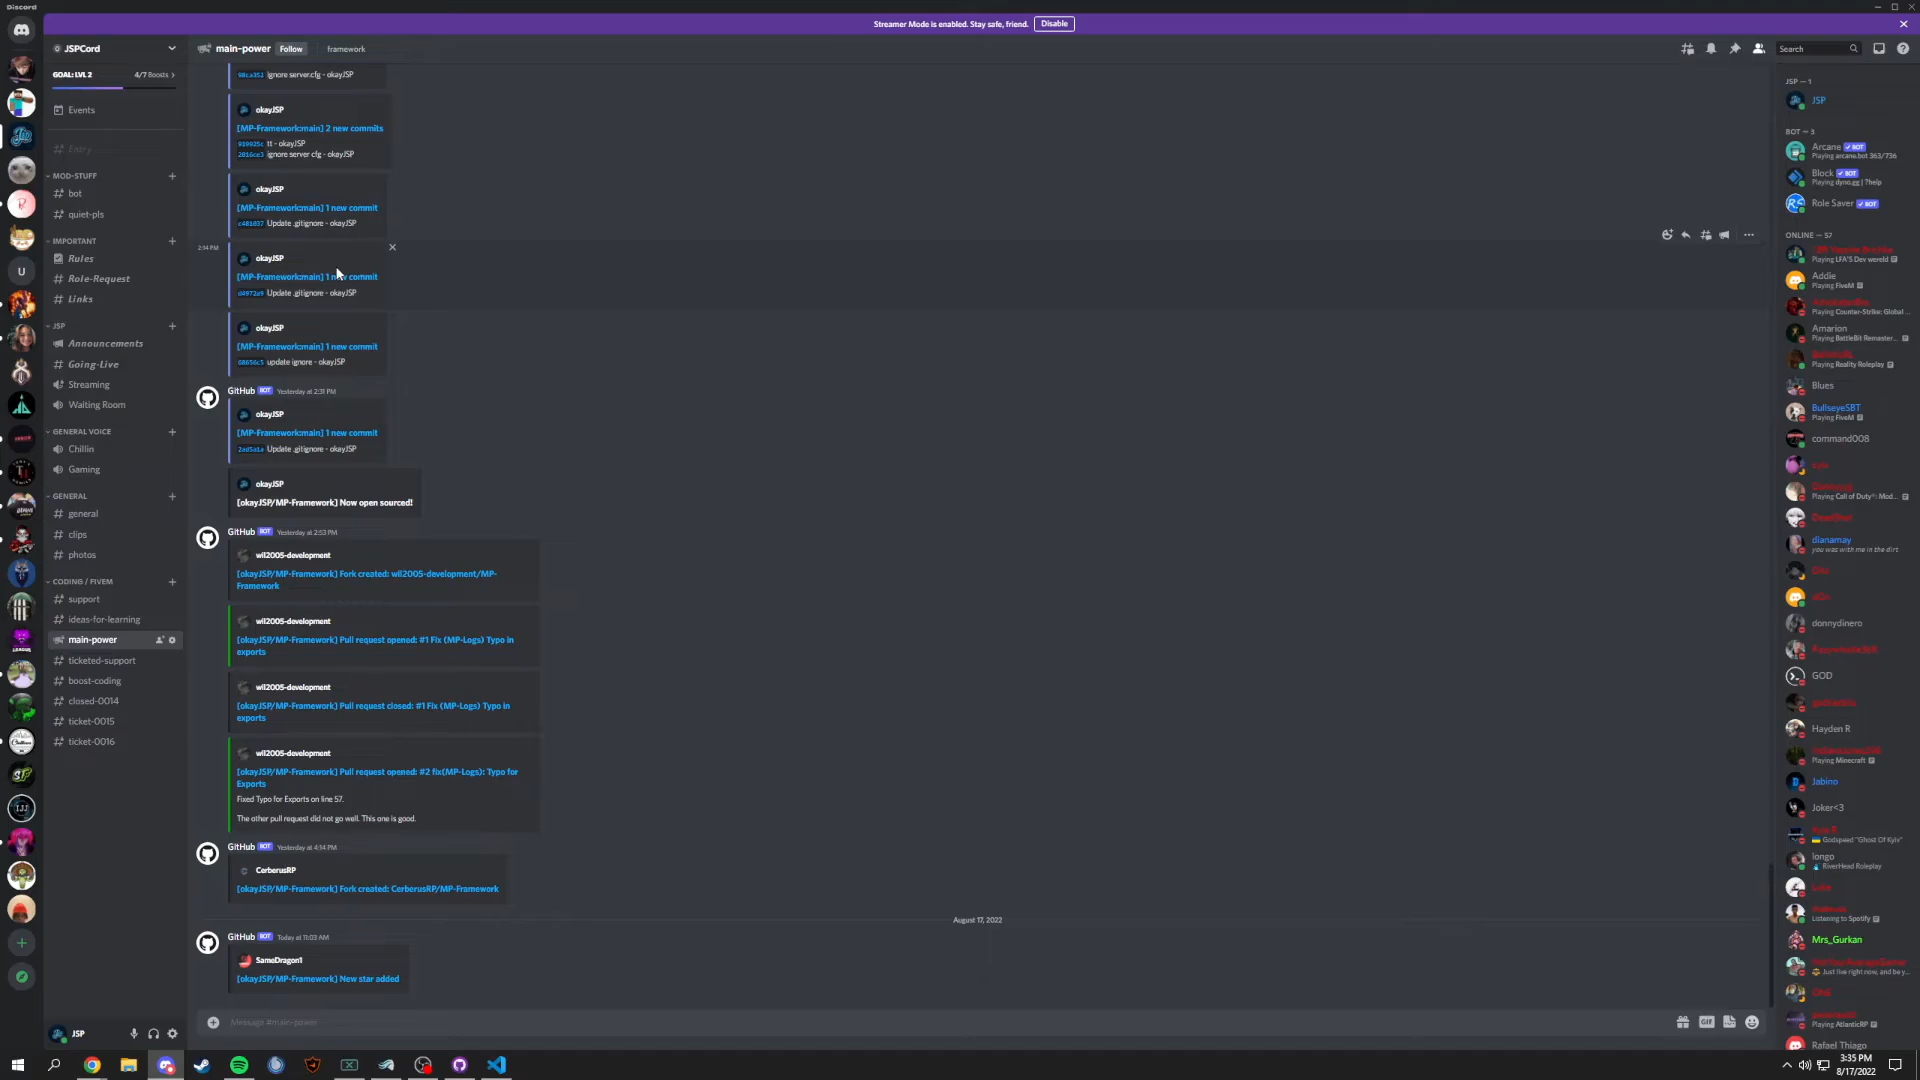 Discord
Streamer Mode is enabled. Stay safe, friend. Disable
JSPCord
main-power Follow framework
Search
GOAL: LVL 2 4/7 Boosts
Events
Entry
MOD-STUFF
bot
quiet-pls
IMPORTANT
Rules
Role-Request
Links
JSP
Announcements
Going-Live
Streaming
Waiting Room
GENERAL VOICE
Chillin
Gaming
GENERAL
general
clips
photos
CODING / FIVEM
support
ideas-for-learning
main-power
ticketed-support
boost-coding
closed-0014
ticket-0015
ticket-0016
JSP
98ca352 ignore server.cfg - okayJSP
okayJSP
[MP-Framework:main] 2 new commits
919925c tt - okayJSP
2016ce3 ignore server cfg - okayJSP
okayJSP
[MP-Framework:main] 1 new commit
c481037 Update .gitignore - okayJSP
2:14 PM
okayJSP
[MP-Framework:main] 1 new commit
d4972a9 Update .gitignore - okayJSP
okayJSP
[MP-Framework:main] 1 new commit
68656c5 update ignore - okayJSP
GitHub BOT Yesterday at 2:31 PM
okayJSP
[MP-Framework:main] 1 new commit
2ad5a1a Update .gitignore - okayJSP
okayJSP
[okayJSP/MP-Framework] Now open sourced!
GitHub BOT Yesterday at 2:53 PM
wil2005-development
[okayJSP/MP-Framework] Fork created: wil2005-development/MP-
Framework
wil2005-development
[okayJSP/MP-Framework] Pull request opened: #1 Fix (MP-Logs) Typo in
exports
wil2005-development
[okayJSP/MP-Framework] Pull request closed: #1 Fix (MP-Logs) Typo in
exports
wil2005-development
[okayJSP/MP-Framework] Pull request opened: #2 fix(MP-Logs): Typo for
Exports
Fixed Typo for Exports on line 57.
The other pull request did not go well. This one is good.
GitHub BOT Yesterday at 4:14 PM
CerberusRP
[okayJSP/MP-Framework] Fork created: CerberusRP/MP-Framework
August 17, 2022
GitHub BOT Today at 11:03 AM
SameDragon1
[okayJSP/MP-Framework] New star added
Message #main-power
GIF
JSP — 1
JSP
BOT — 3
Arcane BOT
Playing arcane.bot 363/736
Block BOT
Playing dyno.gg | ?help
Role Saver BOT
ONLINE — 57
Playing LFA'S Dev wereld
Addie
Playing FiveM
Playing Counter-Strike: Global ...
Amarion
Playing BattleBit Remaster...
Playing Reality Roleplay
Blues
BullseyeSBT
Playing FiveM
command008
Playing Call of Duty®: Mod...
DeadShot
dianamay
you was with me in the dirt
donnydinero
GOD
Hayden R
Playing Minecraft
Jabino
Joker<3
Kyle R
Godspeed "Ghost Of Kyiv"
longo
RiverHead Roleplay
Luke
Listening to Spotify
Mrs_Gurkan
Just live right now, and be y...
ONE
Playing AtlanticRP
Rafael Thiago
U
LEAGUE
3:35 PM
8/17/2022